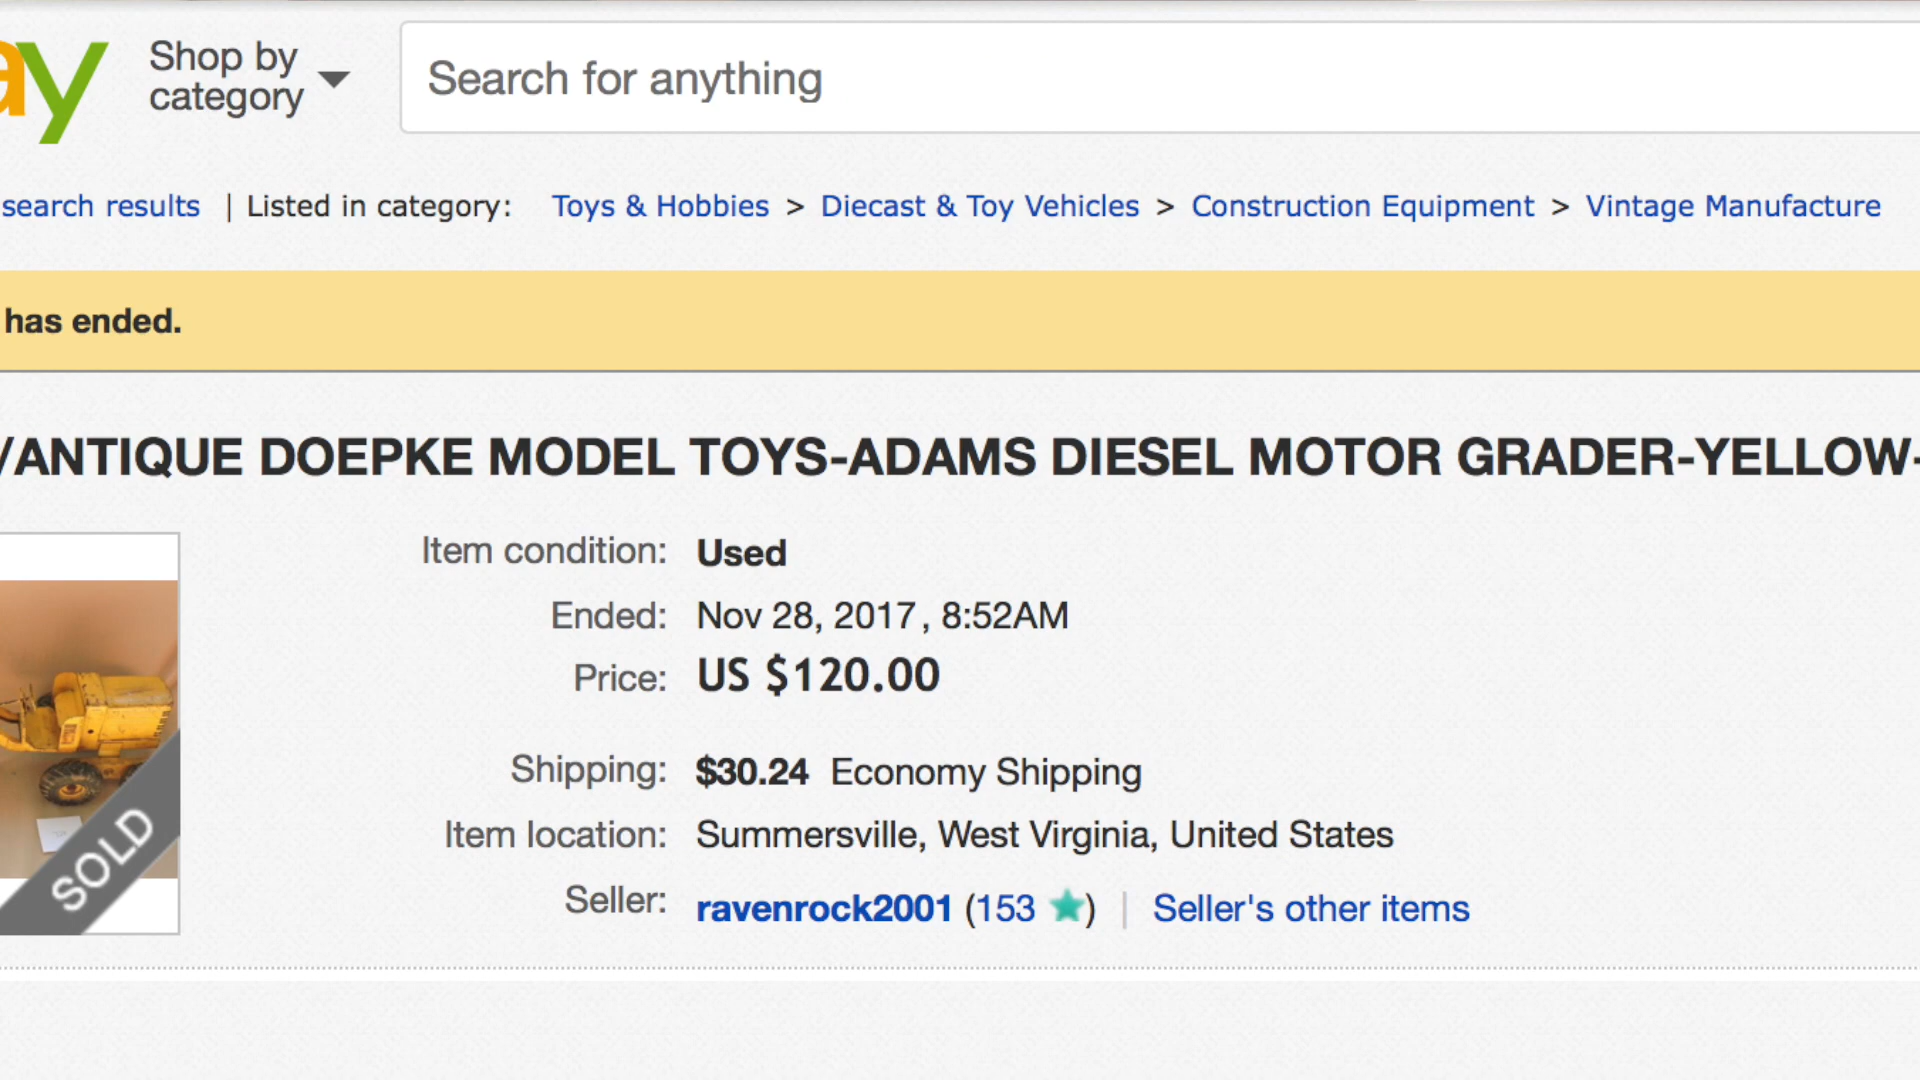 ay
Shop by
category
Search for anything
search results | Listed in category: Toys & Hobbies > Diecast & Toy Vehicles > Construction Equipment > Vintage Manufacture
has ended.
/ANTIQUE DOEPKE MODEL TOYS-ADAMS DIESEL MOTOR GRADER-YELLOW-
Item condition: Used
Ended: Nov 28, 2017 , 8:52AM
Price: US $120.00
Shipping: $30.24 Economy Shipping
Item location: Summersville, West Virginia, United States
Seller: ravenrock2001 (153 ★) | Seller's other items
SOLD